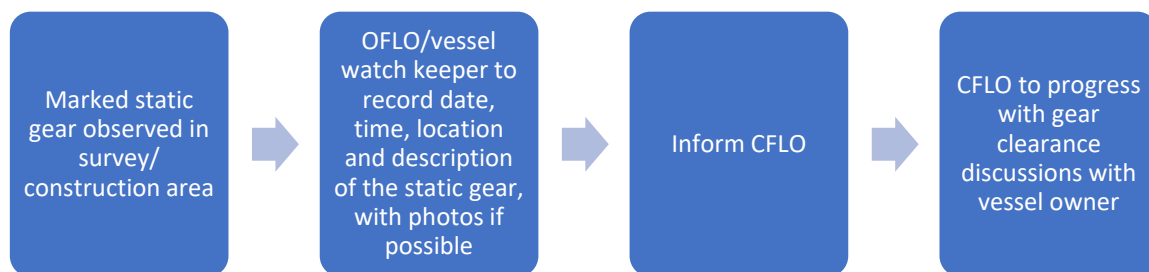 Marked static
gear observed in
survey/
construction area
OFLO/vessel
watch keeper to
record date,
time, location
and description
of the static gear,
with photos if
possible
Inform CFLO
CFLO to progress
with gear
clearance
discussions with
vessel owner